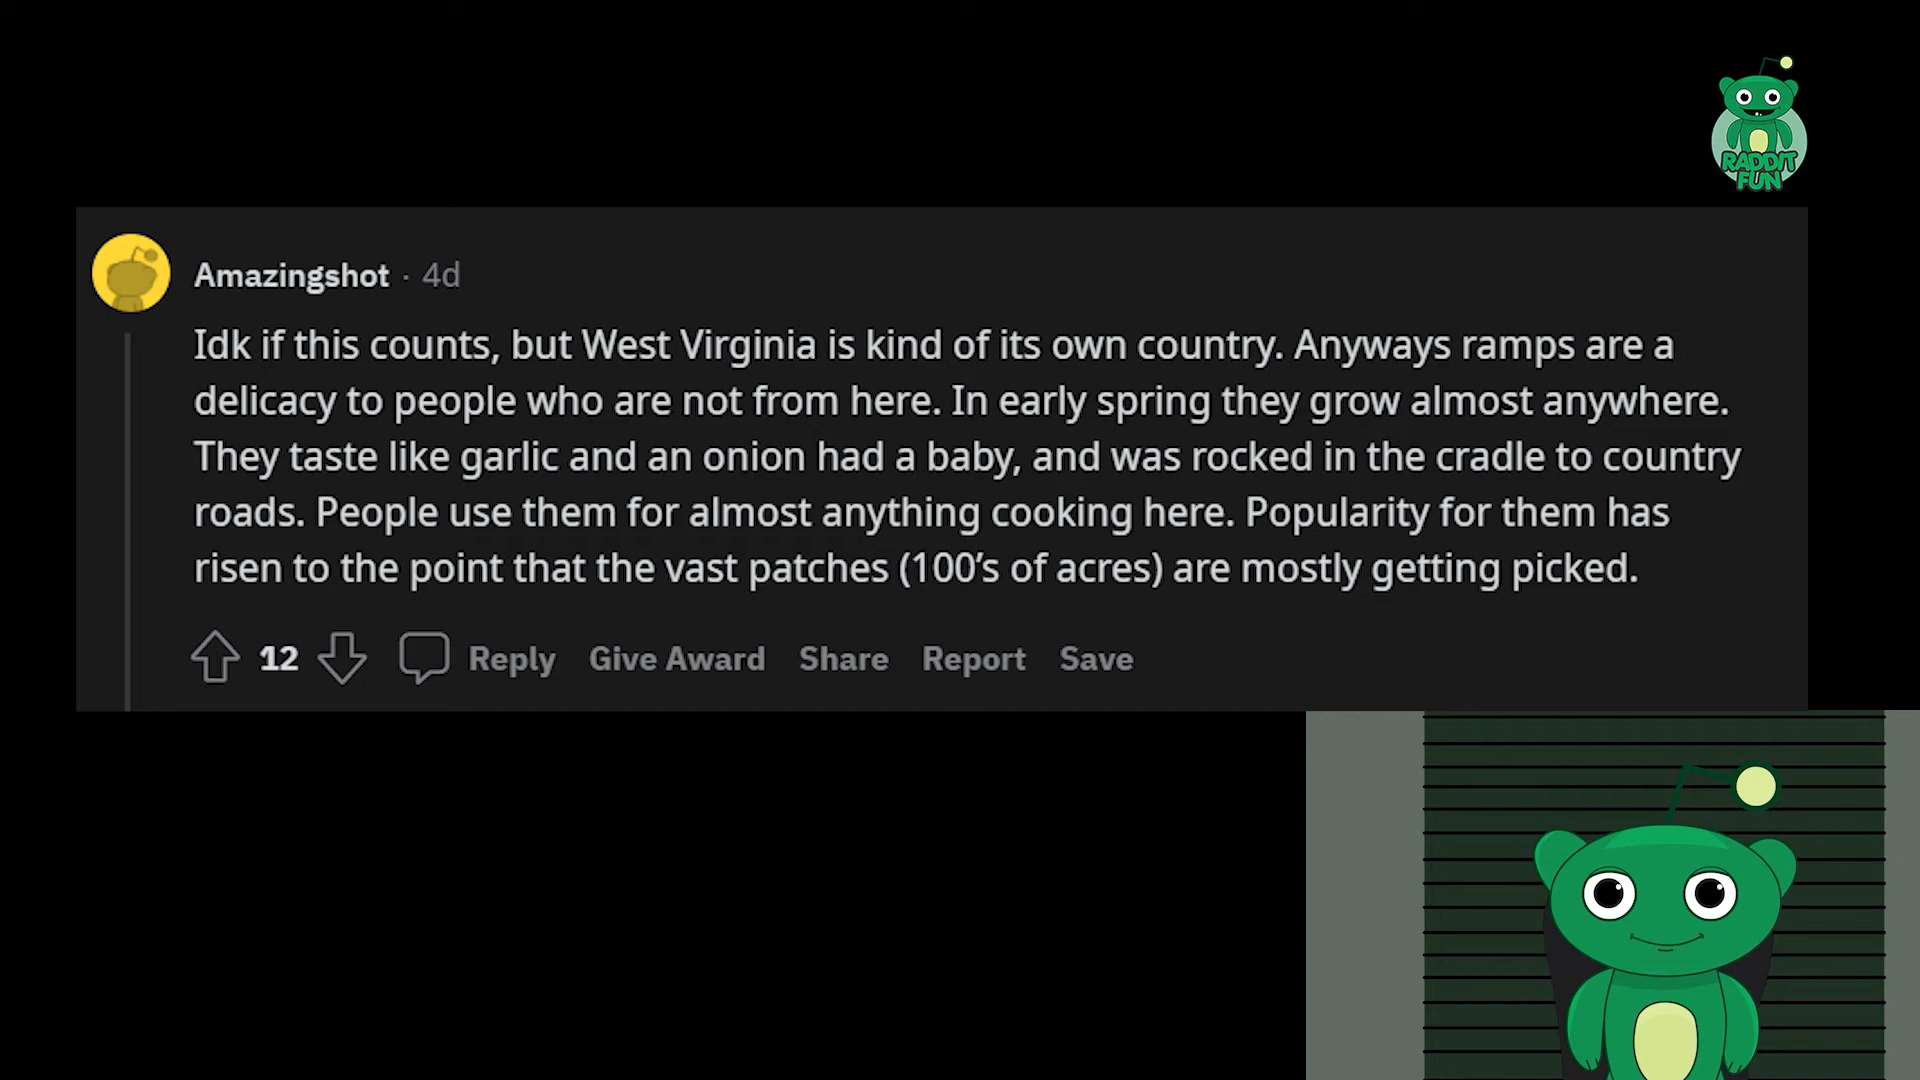 RADDIT
FUN
Amazingshot · 4d
Idk if this counts, but West Virginia is kind of its own country. Anyways ramps are a
delicacy to people who are not from here. In early spring they grow almost anywhere.
They taste like garlic and an onion had a baby, and was rocked in the cradle to country
roads. People use them for almost anything cooking here. Popularity for them has
risen to the point that the vast patches (100’s of acres) are mostly getting picked.
12 Reply Give Award Share Report Save